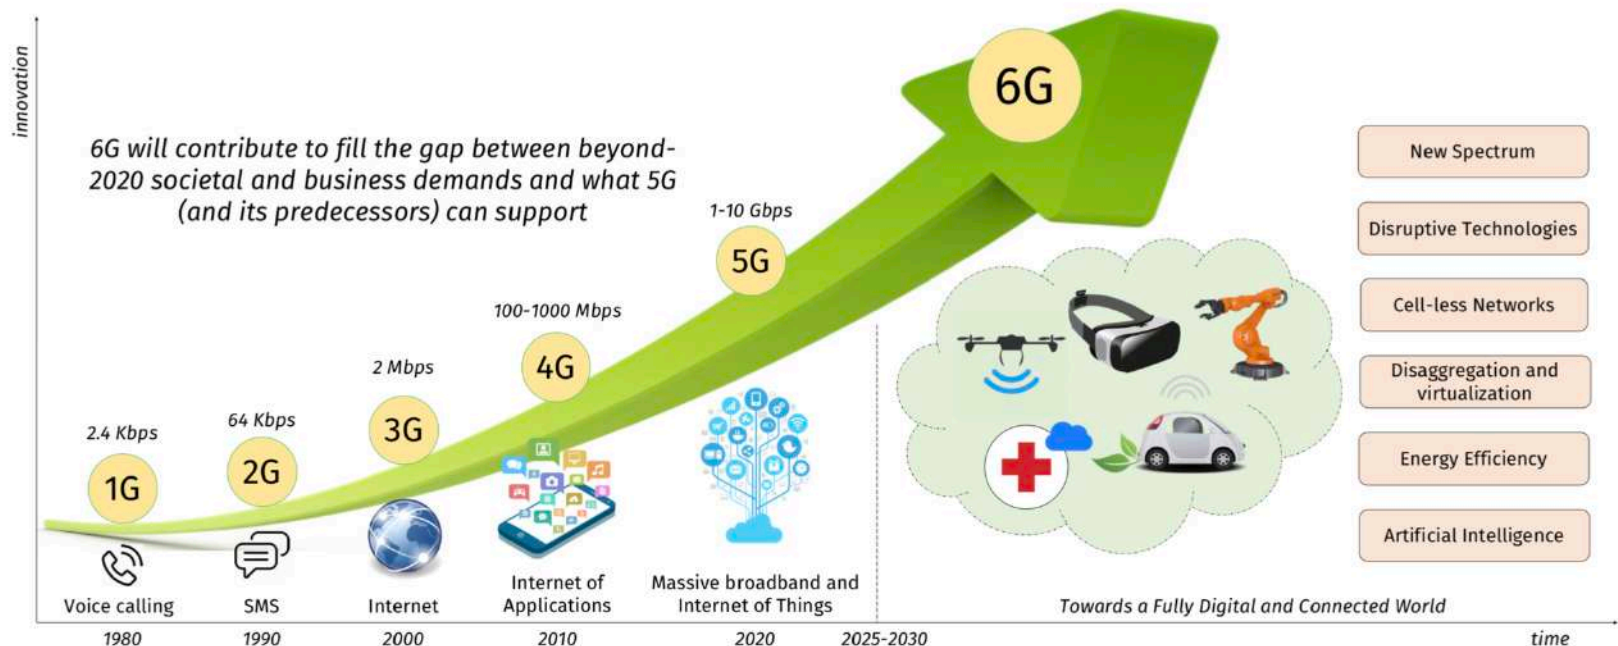 innovation
6G will contribute to fill the gap between beyond-
2020 societal and business demands and what 5G
(and its predecessors) can support
2.4 Kbps
1G
Voice calling
1980
64 Kbps
2G
SMS
1990
2 Mbps
3G
Internet
2000
100-1000 Mbps
4G
Internet of
Applications
2010
1-10 Gbps
5G
Massive broadband and
Internet of Things
2020
6G
2025-2030
Towards a Fully Digital and Connected World
time
New Spectrum
Disruptive Technologies
Cell-less Networks
Disaggregation and
virtualization
Energy Efficiency
Artificial Intelligence